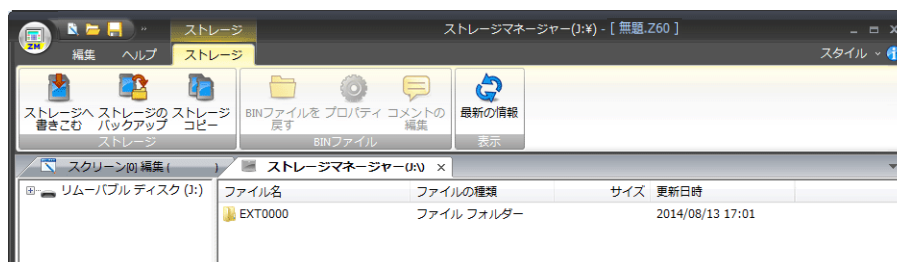 ストレージ
ストレージマネージャー(J:¥) - [ 無題.Z60 ]
ZM
編集
ヘルプ
ストレージ
スタイル
ストレージへ
書きこむ
ストレージの
バックアップ
ストレージ
コピー
ストレージ
BINファイルを
戻す
プロパティ
コメントの
編集
BINファイル
最新の情報
表示
スクリーン[0] 編集 ( )
ストレージマネージャー(J:\)
リムーバブル ディスク (J:)
ファイル名 ファイルの種類 サイズ 更新日時
EXT0000 ファイル フォルダー 2014/08/13 17:01